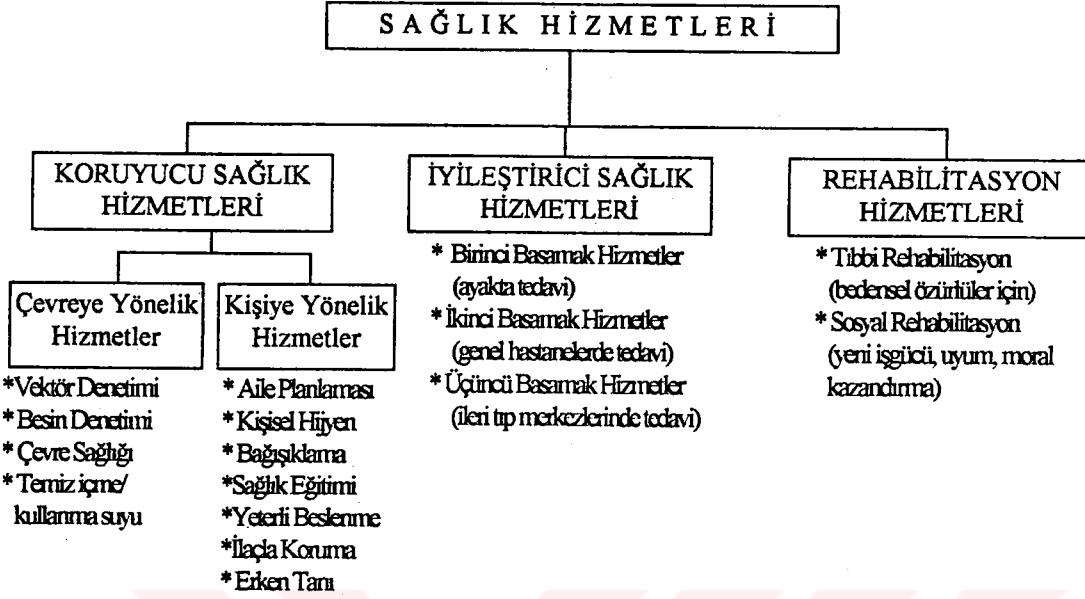 SAĞLIK HİZMETLERİ
KORUYUCU SAĞLIK
HİZMETLERİ
Çevreye Yönelik
Hizmetler
*Vektör Denetimi
*Besin Denetimi
*Çevre Sağlığı
*Temiz içme/
kullanma suyu
Kişiye Yönelik
Hizmetler
*Aile Planlaması
*Kişisel Hijyen
*Bağışıklama
*Sağlık Eğitimi
*Yeterli Beslenme
*İlaçla Koruma
*Erken Tanı
İYİLEŞTİRİCİ SAĞLIK
HİZMETLERİ
* Birinci Basamak Hizmetler
(ayakta tedavi)
*İkinci Basamak Hizmetler
(genel hastanelerde tedavi)
*Üçüncü Basamak Hizmetler
(ileri tıp merkezlerinde tedavi)
REHABİLİTASYON
HİZMETLERİ
* Tıbbi Rehabilitasyon
(bedensel özürlüler için)
* Sosyal Rehabilitasyon
(yeni işgücü, uyum, moral
kazandırma)